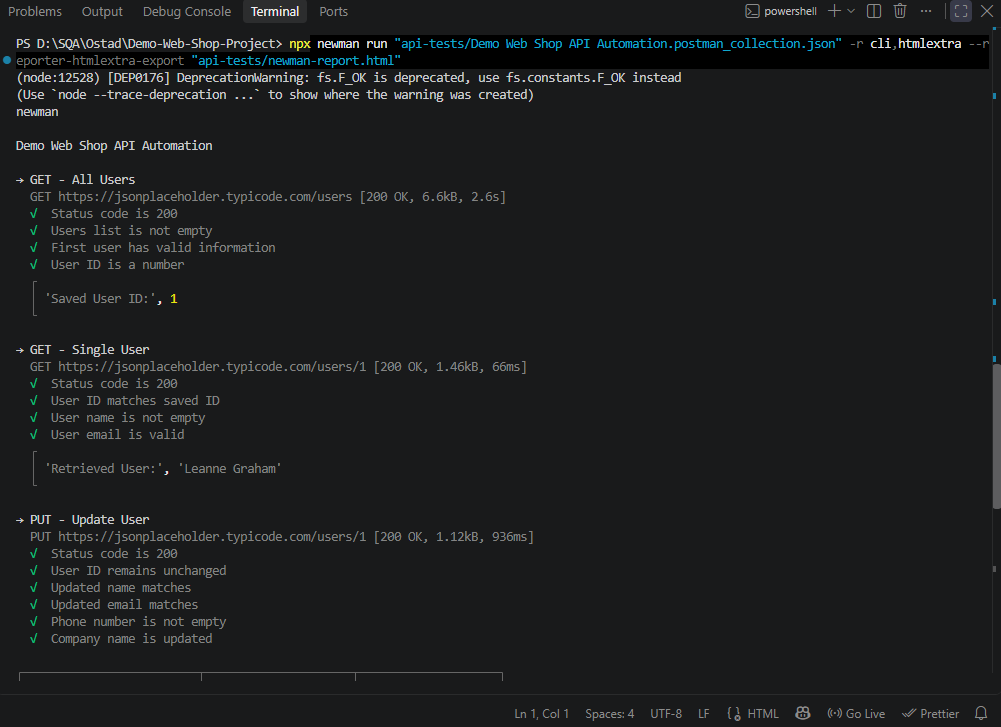 Problems Output Debug Console Terminal Ports powershell
PS D:\SQA\Ostad\Demo-Web-Shop-Project> npx newman run "api-tests/Demo Web Shop API Automation.postman_collection.json" -r cli,htmlextra --r
eporter-htmlextra-export "api-tests/newman-report.html"
(node:12528) [DEP0176] DeprecationWarning: fs.F_OK is deprecated, use fs.constants.F_OK instead
(Use `node --trace-deprecation ...` to show where the warning was created)
newman
Demo Web Shop API Automation
→ GET - All Users
GET https://jsonplaceholder.typicode.com/users [200 OK, 6.6kB, 2.6s]
√ Status code is 200
√ Users list is not empty
√ First user has valid information
√ User ID is a number
'Saved User ID:', 1
→ GET - Single User
GET https://jsonplaceholder.typicode.com/users/1 [200 OK, 1.46kB, 66ms]
√ Status code is 200
√ User ID matches saved ID
√ User name is not empty
√ User email is valid
'Retrieved User:', 'Leanne Graham'
→ PUT - Update User
PUT https://jsonplaceholder.typicode.com/users/1 [200 OK, 1.12kB, 936ms]
√ Status code is 200
√ User ID remains unchanged
√ Updated name matches
√ Updated email matches
√ Phone number is not empty
√ Company name is updated
Ln 1, Col 1 Spaces: 4 UTF-8 LF {} HTML Go Live Prettier